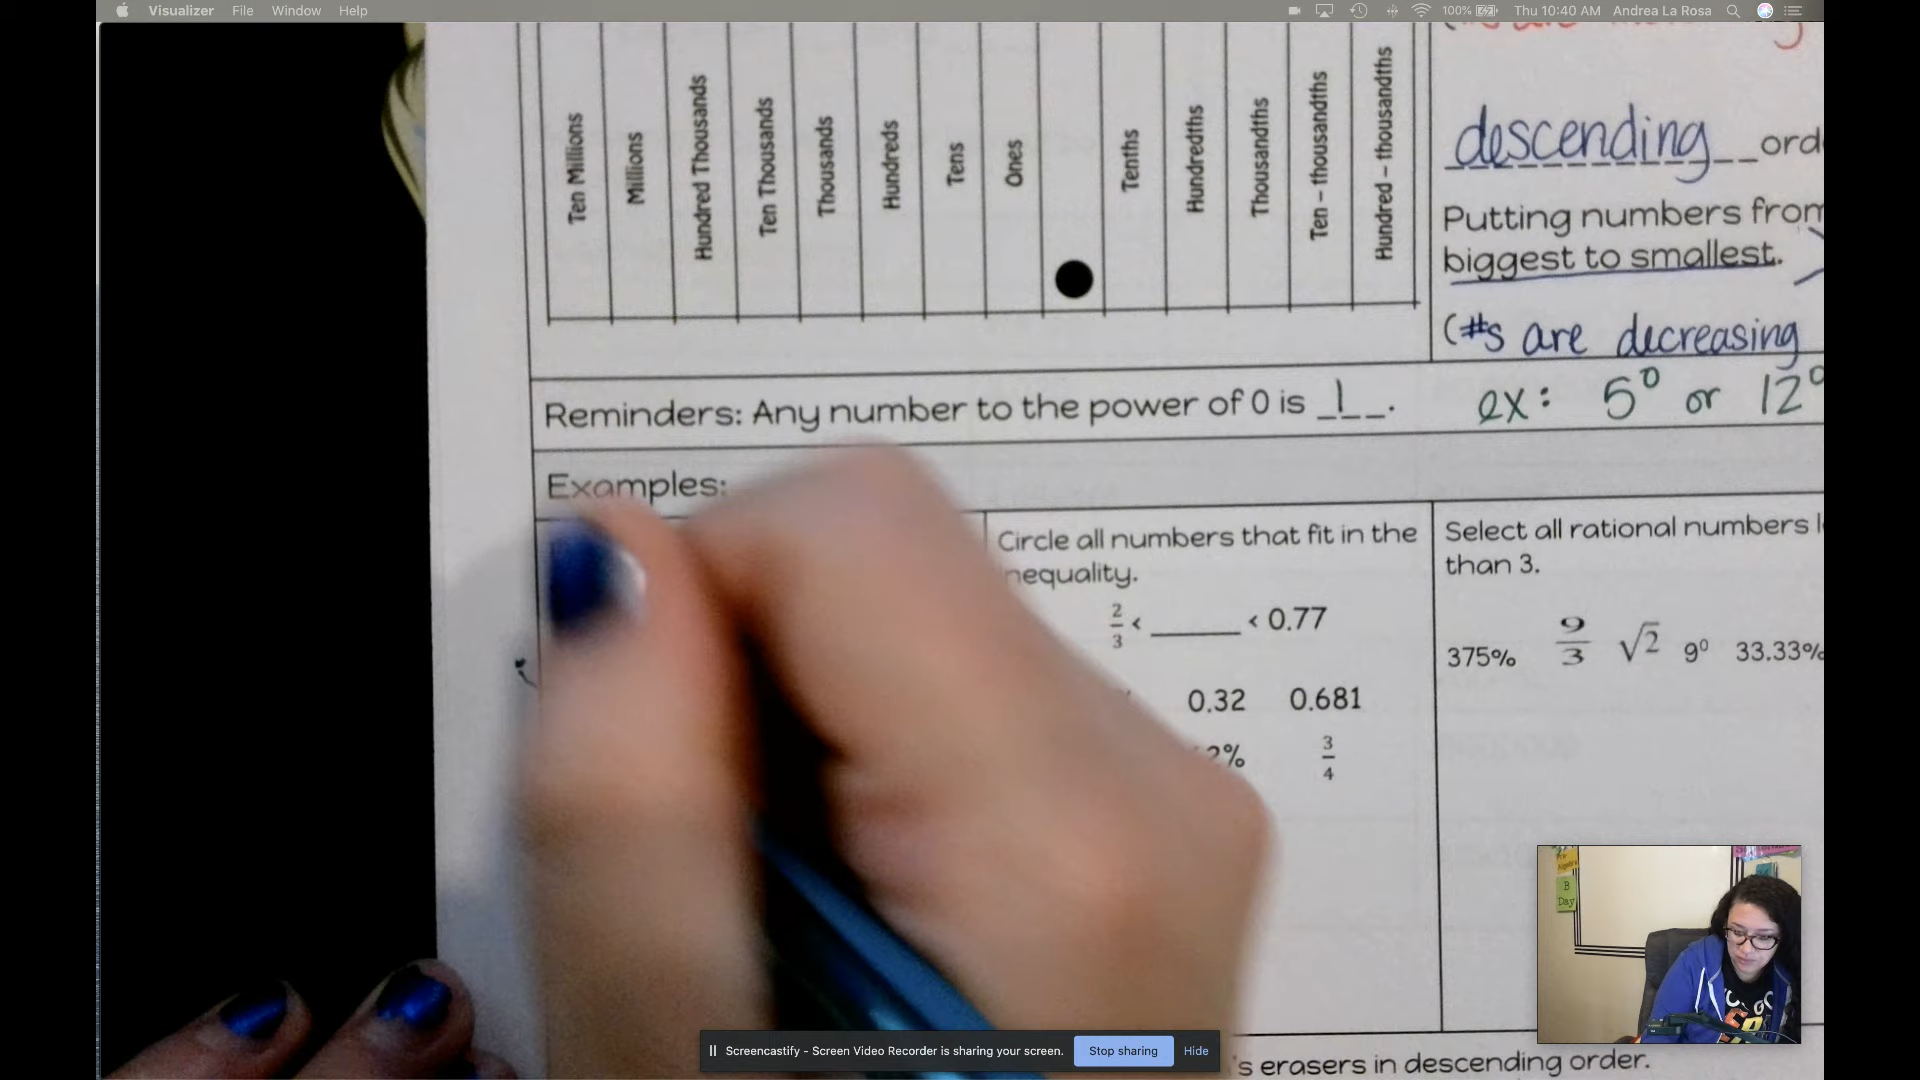 Visualizer File Window Help
100% Thu 10:40 AM Andrea La Rosa
Ten Millions
Millions
Hundred Thousands
Ten Thousands
Thousands
Hundreds
Tens
Ones
Tenths
Hundredths
Thousandths
Ten - thousandths
Hundred - thousandths
descending
Putting numbers from
biggest to smallest.
(#s are decreasing
Reminders: Any number to the power of 0 is 1.
ex: 5⁰ or 12⁰
Examples:
Circle all numbers that fit in the
2/3 < ______ < 0.77
0.32 0.681
3/4
Select all rational numbers
than 3.
375% 9/3 √2 9⁰ 33.33%
B
Day
Screencastify - Screen Video Recorder is sharing your screen. Stop sharing Hide
's erasers in descending order.